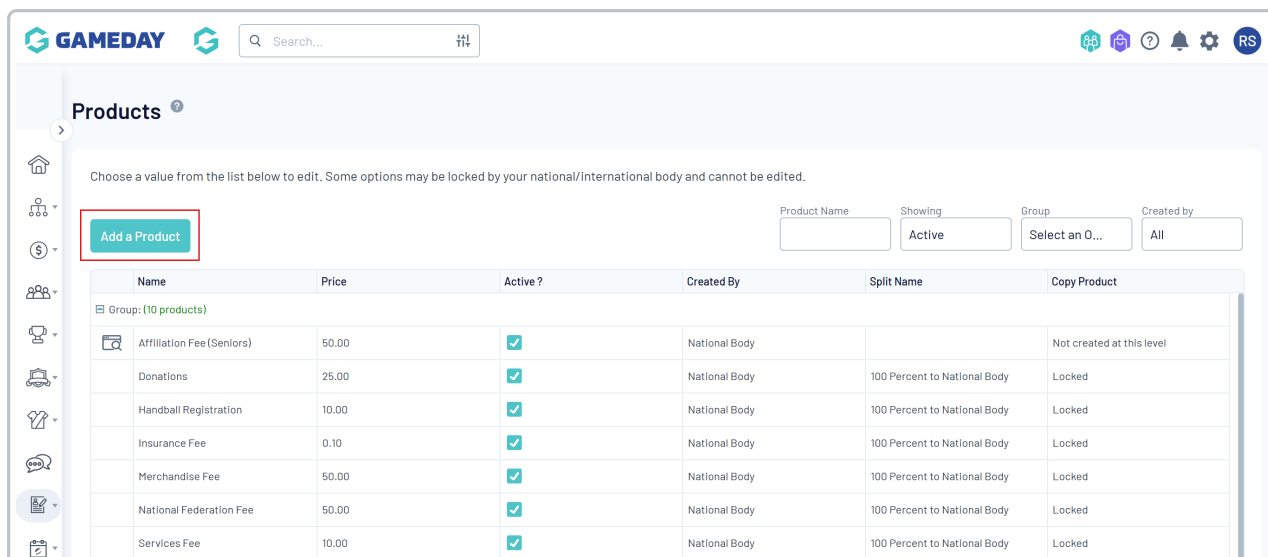 GAMEDAY
Search...
RS
Products ?
Choose a value from the list below to edit. Some options may be locked by your national/international body and cannot be edited.
Product Name Showing Group Created by
Add a Product Active Select an O... All
Name Price Active ? Created By Split Name Copy Product
Group: (10 products)
Affiliation Fee (Seniors) 50.00 National Body Not created at this level
Donations 25.00 National Body 100 Percent to National Body Locked
Handball Registration 10.00 National Body 100 Percent to National Body Locked
Insurance Fee 0.10 National Body 100 Percent to National Body Locked
Merchandise Fee 50.00 National Body 100 Percent to National Body Locked
National Federation Fee 50.00 National Body 100 Percent to National Body Locked
Services Fee 10.00 National Body 100 Percent to National Body Locked